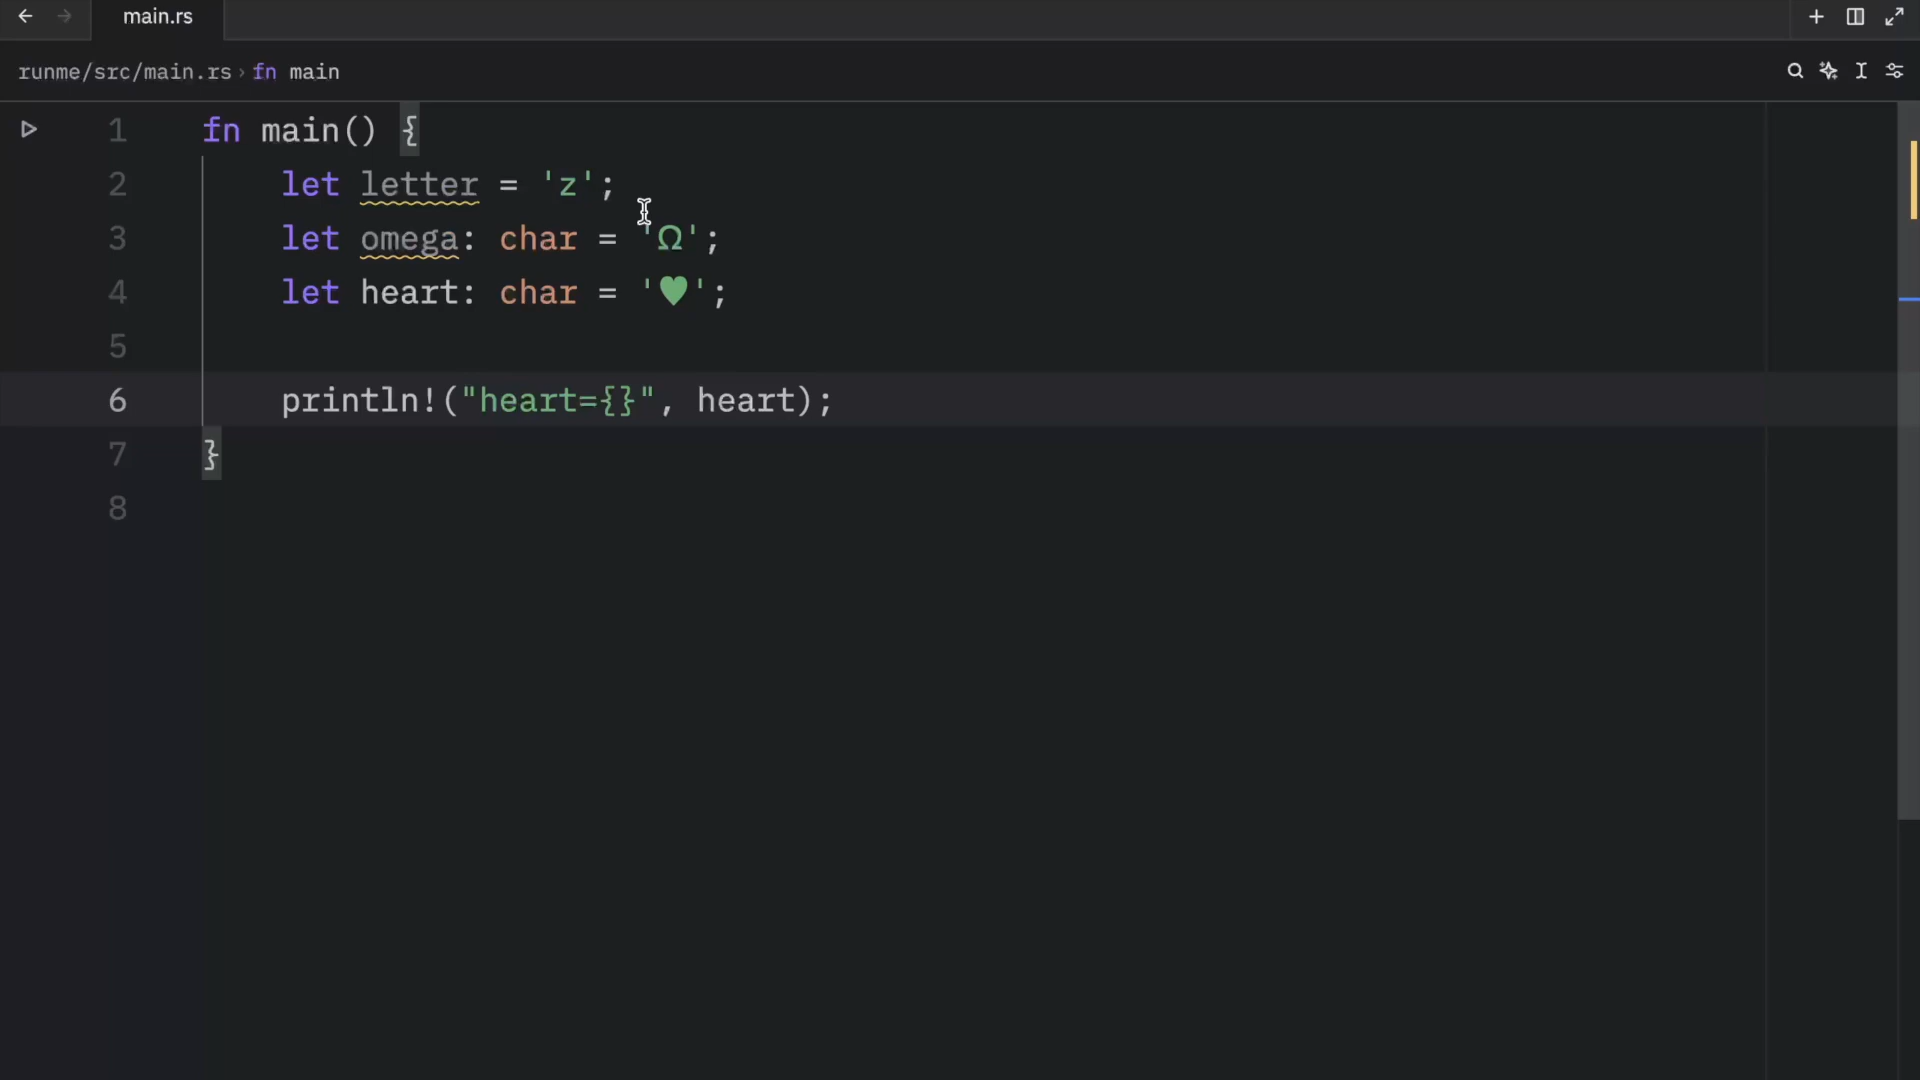 main.rs
runme/src/main.rs › fn main
1 fn main() {
2     let letter = 'z';
3     let omega: char = 'Ω';
4     let heart: char = '♥';
5
6     println!("heart={}", heart);
7 }
8